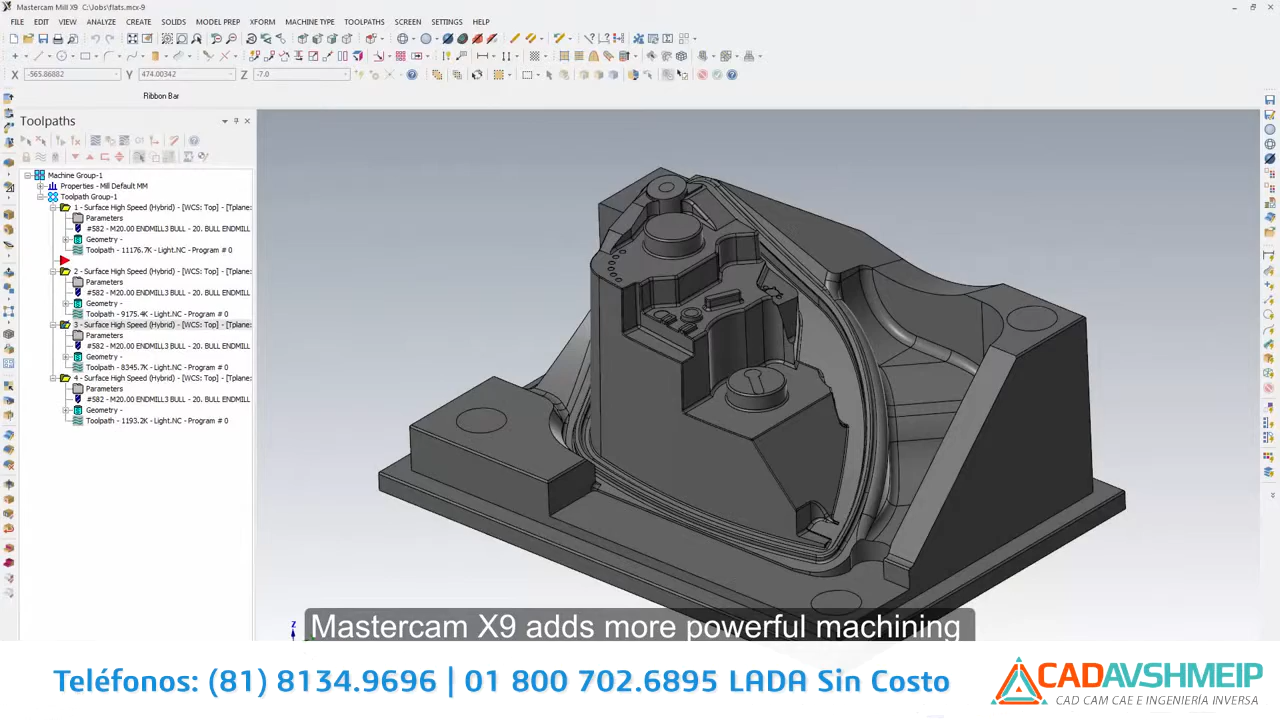 Mastercam Mill X9 C:\Jobs\flats.mcx-9
FILE EDIT VIEW ANALYZE CREATE SOLIDS MODEL PREP XFORM MACHINE TYPE TOOLPATHS SCREEN SETTINGS HELP
X -565.86882 Y 474.00342 Z -7.0
Ribbon Bar
Toolpaths
Machine Group-1
Properties - Mill Default MM
Toolpath Group-1
1 - Surface High Speed (Hybrid) - [WCS: Top] - [Tplane:
Parameters
#582 - M20.00 ENDMILL3 BULL - 20. BULL ENDMILL
Geometry -
Toolpath - 11176.7K - Light.NC - Program # 0
2 - Surface High Speed (Hybrid) - [WCS: Top] - [Tplane:
Parameters
#582 - M20.00 ENDMILL3 BULL - 20. BULL ENDMILL
Geometry -
Toolpath - 9175.4K - Light.NC - Program # 0
3 - Surface High Speed (Hybrid) - [WCS: Top] - [Tplane:
Parameters
#582 - M20.00 ENDMILL3 BULL - 20. BULL ENDMILL
Geometry -
Toolpath - 8345.7K - Light.NC - Program # 0
4 - Surface High Speed (Hybrid) - [WCS: Top] - [Tplane:
Parameters
#582 - M20.00 ENDMILL3 BULL - 20. BULL ENDMILL
Geometry -
Toolpath - 1193.2K - Light.NC - Program # 0
Z
Mastercam X9 adds more powerful machining
Teléfonos: (81) 8134.9696 | 01 800 702.6895 LADA Sin Costo
CADAVSHMEIP
CAD CAM CAE E INGENIERÍA INVERSA